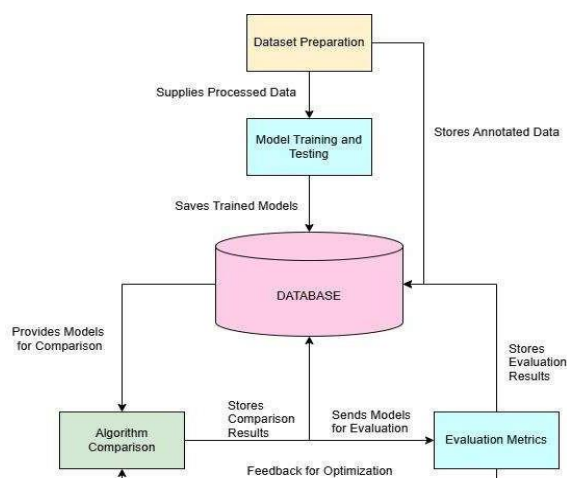 Dataset Preparation
Supplies Processed Data
Stores Annotated Data
Model Training and
Testing
Saves Trained Models
DATABASE
Provides Models
for Comparison
Stores
Evaluation
Results
Stores
Comparison
Results
Sends Models
for Evaluation
Algorithm
Comparison
Evaluation Metrics
Feedback for Optimization